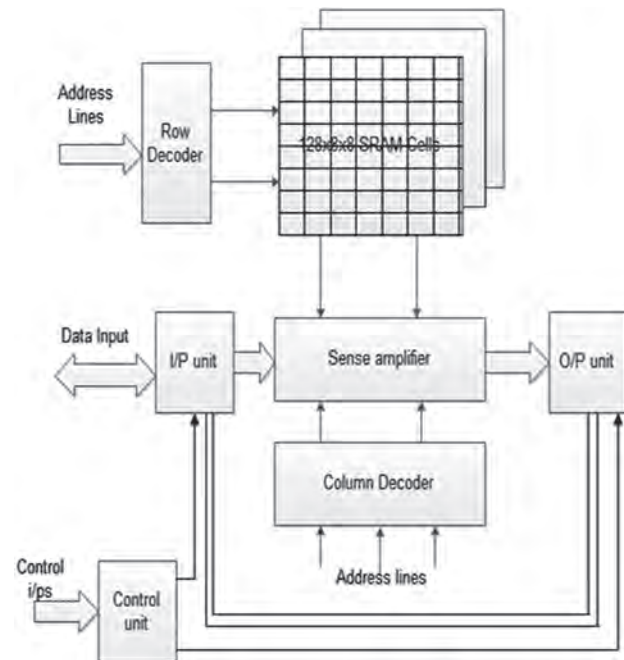 Address
Lines
Row
Decoder
128x8x8 SRAM Cells
Data Input
I/P unit
Sense amplifier
O/P unit
Column Decoder
Address lines
Control
i/ps
Control
unit